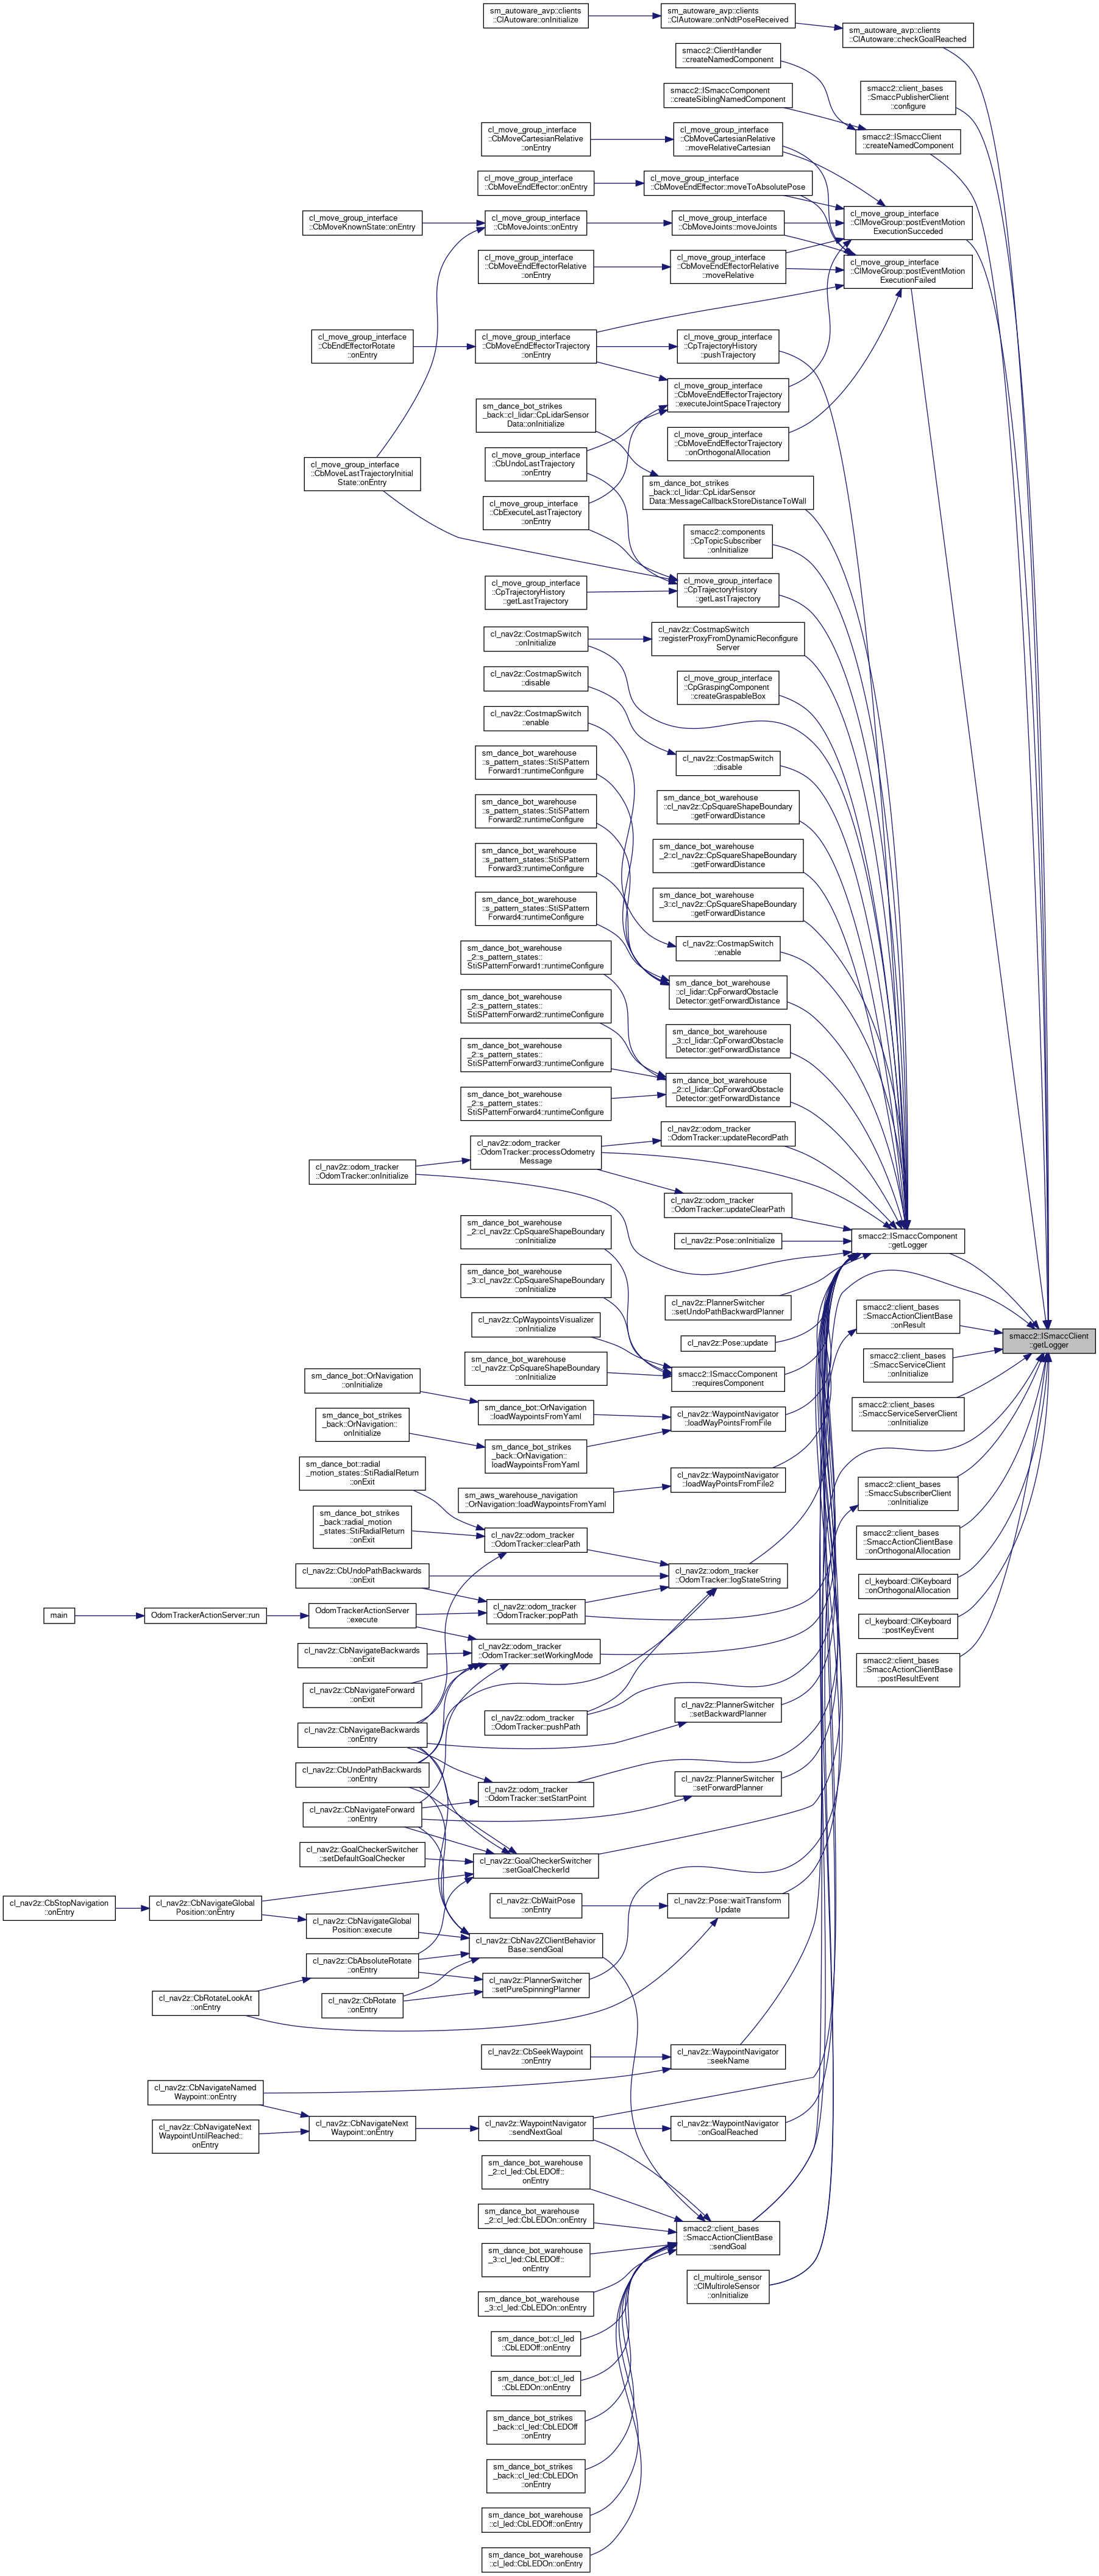 sm_autoware_avp::clients
::ClAutoware::onInitialize
sm_autoware_avp::clients
::ClAutoware::onNdtPoseReceived
sm_autoware_avp::clients
::ClAutoware::checkGoalReached
smacc2::ClientHandler
::createNamedComponent
smacc2::ISmaccComponent
::createSiblingNamedComponent
smacc2::client_bases
::SmaccPublisherClient
::configure
smacc2::ISmaccClient
::createNamedComponent
cl_move_group_interface
::CbMoveCartesianRelative
::onEntry
cl_move_group_interface
::CbMoveCartesianRelative
::moveRelativeCartesian
cl_move_group_interface
::CbMoveEndEffector::onEntry
cl_move_group_interface
::CbMoveEndEffector::moveToAbsolutePose
cl_move_group_interface
::CbMoveKnownState::onEntry
cl_move_group_interface
::CbMoveJoints::onEntry
cl_move_group_interface
::CbMoveJoints::moveJoints
cl_move_group_interface
::ClMoveGroup::postEventMotion
ExecutionSucceded
cl_move_group_interface
::CbMoveEndEffectorRelative
::onEntry
cl_move_group_interface
::CbMoveEndEffectorRelative
::moveRelative
cl_move_group_interface
::ClMoveGroup::postEventMotion
ExecutionFailed
cl_move_group_interface
::CbEndEffectorRotate
::onEntry
cl_move_group_interface
::CbMoveEndEffectorTrajectory
::onEntry
cl_move_group_interface
::CpTrajectoryHistory
::pushTrajectory
cl_move_group_interface
::CbMoveEndEffectorTrajectory
::executeJointSpaceTrajectory
sm_dance_bot_strikes
_back::cl_lidar::CpLidarSensor
Data::onInitialize
cl_move_group_interface
::CbMoveEndEffectorTrajectory
::onOrthogonalAllocation
cl_move_group_interface
::CbMoveLastTrajectoryInitial
State::onEntry
cl_move_group_interface
::CbUndoLastTrajectory
::onEntry
sm_dance_bot_strikes
_back::cl_lidar::CpLidarSensor
Data::MessageCallbackStoreDistanceToWall
cl_move_group_interface
::CbExecuteLastTrajectory
::onEntry
smacc2::components
::CpTopicSubscriber
::onInitialize
cl_move_group_interface
::CpTrajectoryHistory
::getLastTrajectory
cl_move_group_interface
::CpTrajectoryHistory
::getLastTrajectory
cl_nav2z::CostmapSwitch
::onInitialize
cl_nav2z::CostmapSwitch
::registerProxyFromDynamicReconfigure
Server
cl_nav2z::CostmapSwitch
::disable
cl_move_group_interface
::CpGraspingComponent
::createGraspableBox
cl_nav2z::CostmapSwitch
::enable
cl_nav2z::CostmapSwitch
::disable
sm_dance_bot_warehouse
::s_pattern_states::StiSPattern
Forward1::runtimeConfigure
sm_dance_bot_warehouse
::cl_nav2z::CpSquareShapeBoundary
::getForwardDistance
sm_dance_bot_warehouse
::s_pattern_states::StiSPattern
Forward2::runtimeConfigure
sm_dance_bot_warehouse
_2::cl_nav2z::CpSquareShapeBoundary
::getForwardDistance
sm_dance_bot_warehouse
::s_pattern_states::StiSPattern
Forward3::runtimeConfigure
sm_dance_bot_warehouse
_3::cl_nav2z::CpSquareShapeBoundary
::getForwardDistance
sm_dance_bot_warehouse
::s_pattern_states::StiSPattern
Forward4::runtimeConfigure
cl_nav2z::CostmapSwitch
::enable
sm_dance_bot_warehouse
_2::s_pattern_states::
StiSPatternForward1::runtimeConfigure
sm_dance_bot_warehouse
::cl_lidar::CpForwardObstacle
Detector::getForwardDistance
sm_dance_bot_warehouse
_2::s_pattern_states::
StiSPatternForward2::runtimeConfigure
sm_dance_bot_warehouse
_3::cl_lidar::CpForwardObstacle
Detector::getForwardDistance
sm_dance_bot_warehouse
_2::s_pattern_states::
StiSPatternForward3::runtimeConfigure
sm_dance_bot_warehouse
_2::cl_lidar::CpForwardObstacle
Detector::getForwardDistance
sm_dance_bot_warehouse
_2::s_pattern_states::
StiSPatternForward4::runtimeConfigure
cl_nav2z::odom_tracker
::OdomTracker::updateRecordPath
cl_nav2z::odom_tracker
::OdomTracker::processOdometry
Message
cl_nav2z::odom_tracker
::OdomTracker::onInitialize
cl_nav2z::odom_tracker
::OdomTracker::updateClearPath
sm_dance_bot_warehouse
_2::cl_nav2z::CpSquareShapeBoundary
::onInitialize
cl_nav2z::Pose::onInitialize
smacc2::ISmaccComponent
::getLogger
sm_dance_bot_warehouse
_3::cl_nav2z::CpSquareShapeBoundary
::onInitialize
cl_nav2z::PlannerSwitcher
::setUndoPathBackwardPlanner
smacc2::client_bases
::SmaccActionClientBase
::onResult
cl_nav2z::CpWaypointsVisualizer
::onInitialize
cl_nav2z::Pose::update
smacc2::ISmaccClient
::getLogger
sm_dance_bot_warehouse
::cl_nav2z::CpSquareShapeBoundary
::onInitialize
smacc2::ISmaccComponent
::requiresComponent
smacc2::client_bases
::SmaccServiceClient
::onInitialize
sm_dance_bot::OrNavigation
::onInitialize
sm_dance_bot::OrNavigation
::loadWaypointsFromYaml
cl_nav2z::WaypointNavigator
::loadWayPointsFromFile
smacc2::client_bases
::SmaccServiceServerClient
::onInitialize
sm_dance_bot_strikes
_back::OrNavigation::
onInitialize
sm_dance_bot_strikes
_back::OrNavigation::
loadWaypointsFromYaml
sm_dance_bot::radial
_motion_states::StiRadialReturn
::onExit
sm_aws_warehouse_navigation
::OrNavigation::loadWaypointsFromYaml
cl_nav2z::WaypointNavigator
::loadWayPointsFromFile2
smacc2::client_bases
::SmaccSubscriberClient
::onInitialize
sm_dance_bot_strikes
_back::radial_motion
_states::StiRadialReturn
::onExit
cl_nav2z::odom_tracker
::OdomTracker::clearPath
smacc2::client_bases
::SmaccActionClientBase
::onOrthogonalAllocation
cl_nav2z::CbUndoPathBackwards
::onExit
cl_nav2z::odom_tracker
::OdomTracker::logStateString
cl_keyboard::ClKeyboard
::onOrthogonalAllocation
main
OdomTrackerActionServer::run
OdomTrackerActionServer
::execute
cl_nav2z::odom_tracker
::OdomTracker::popPath
cl_keyboard::ClKeyboard
::postKeyEvent
cl_nav2z::CbNavigateBackwards
::onExit
cl_nav2z::odom_tracker
::OdomTracker::setWorkingMode
smacc2::client_bases
::SmaccActionClientBase
::postResultEvent
cl_nav2z::CbNavigateForward
::onExit
cl_nav2z::odom_tracker
::OdomTracker::pushPath
cl_nav2z::PlannerSwitcher
::setBackwardPlanner
cl_nav2z::CbNavigateBackwards
::onEntry
cl_nav2z::CbUndoPathBackwards
::onEntry
cl_nav2z::odom_tracker
::OdomTracker::setStartPoint
cl_nav2z::PlannerSwitcher
::setForwardPlanner
cl_nav2z::CbNavigateForward
::onEntry
cl_nav2z::GoalCheckerSwitcher
::setDefaultGoalChecker
cl_nav2z::GoalCheckerSwitcher
::setGoalCheckerId
cl_nav2z::CbStopNavigation
::onEntry
cl_nav2z::CbNavigateGlobal
Position::onEntry
cl_nav2z::CbWaitPose
::onEntry
cl_nav2z::Pose::waitTransform
Update
cl_nav2z::CbNavigateGlobal
Position::execute
cl_nav2z::CbNav2ZClientBehavior
Base::sendGoal
cl_nav2z::CbAbsoluteRotate
::onEntry
cl_nav2z::PlannerSwitcher
::setPureSpinningPlanner
cl_nav2z::CbRotateLookAt
::onEntry
cl_nav2z::CbRotate
::onEntry
cl_nav2z::CbSeekWaypoint
::onEntry
cl_nav2z::WaypointNavigator
::seekName
cl_nav2z::CbNavigateNamed
Waypoint::onEntry
cl_nav2z::CbNavigateNext
WaypointUntilReached::
onEntry
cl_nav2z::CbNavigateNext
Waypoint::onEntry
cl_nav2z::WaypointNavigator
::sendNextGoal
cl_nav2z::WaypointNavigator
::onGoalReached
sm_dance_bot_warehouse
_2::cl_led::CbLEDOff::
onEntry
sm_dance_bot_warehouse
_2::cl_led::CbLEDOn::onEntry
smacc2::client_bases
::SmaccActionClientBase
::sendGoal
sm_dance_bot_warehouse
_3::cl_led::CbLEDOff::
onEntry
cl_multirole_sensor
::ClMultiroleSensor
::onInitialize
sm_dance_bot_warehouse
_3::cl_led::CbLEDOn::onEntry
sm_dance_bot::cl_led
::CbLEDOff::onEntry
sm_dance_bot::cl_led
::CbLEDOn::onEntry
sm_dance_bot_strikes
_back::cl_led::CbLEDOff
::onEntry
sm_dance_bot_strikes
_back::cl_led::CbLEDOn
::onEntry
sm_dance_bot_warehouse
::cl_led::CbLEDOff::onEntry
sm_dance_bot_warehouse
::cl_led::CbLEDOn::onEntry